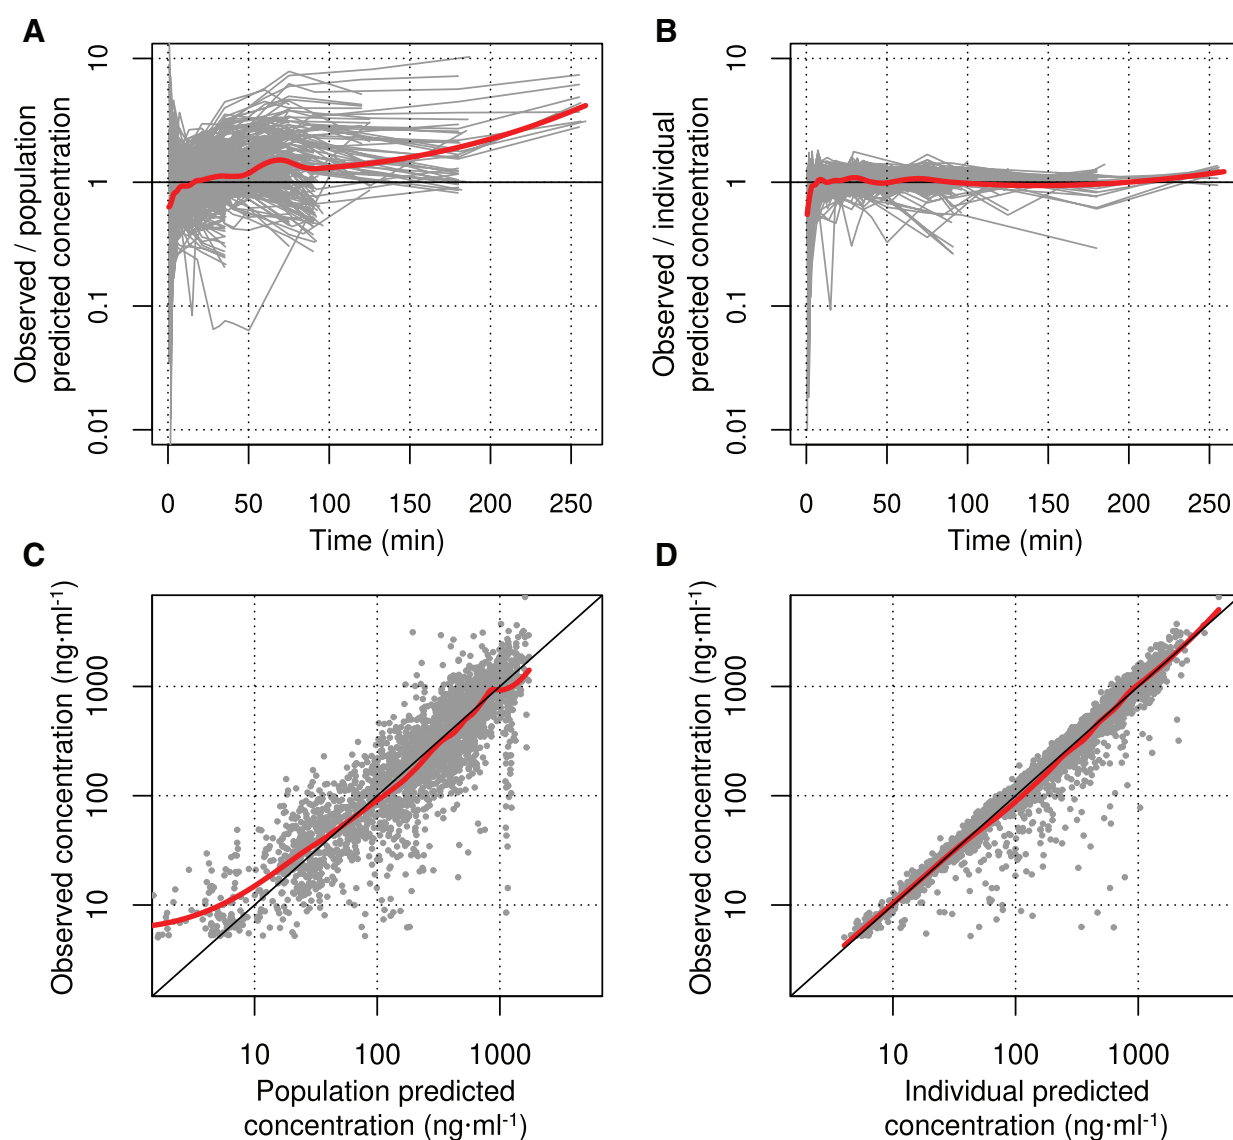 A
Observed / population
predicted concentration
10
1
0.1
0.01
0
50
100
150
200
250
Time (min)
B
Observed / individual
predicted concentration
10
1
0.1
0.01
0
50
100
150
200
250
Time (min)
C
Observed concentration (ng·ml⁻¹)
1000
100
10
10
100
1000
Population predicted
concentration (ng·ml⁻¹)
D
Observed concentration (ng·ml⁻¹)
1000
100
10
10
100
1000
Individual predicted
concentration (ng·ml⁻¹)